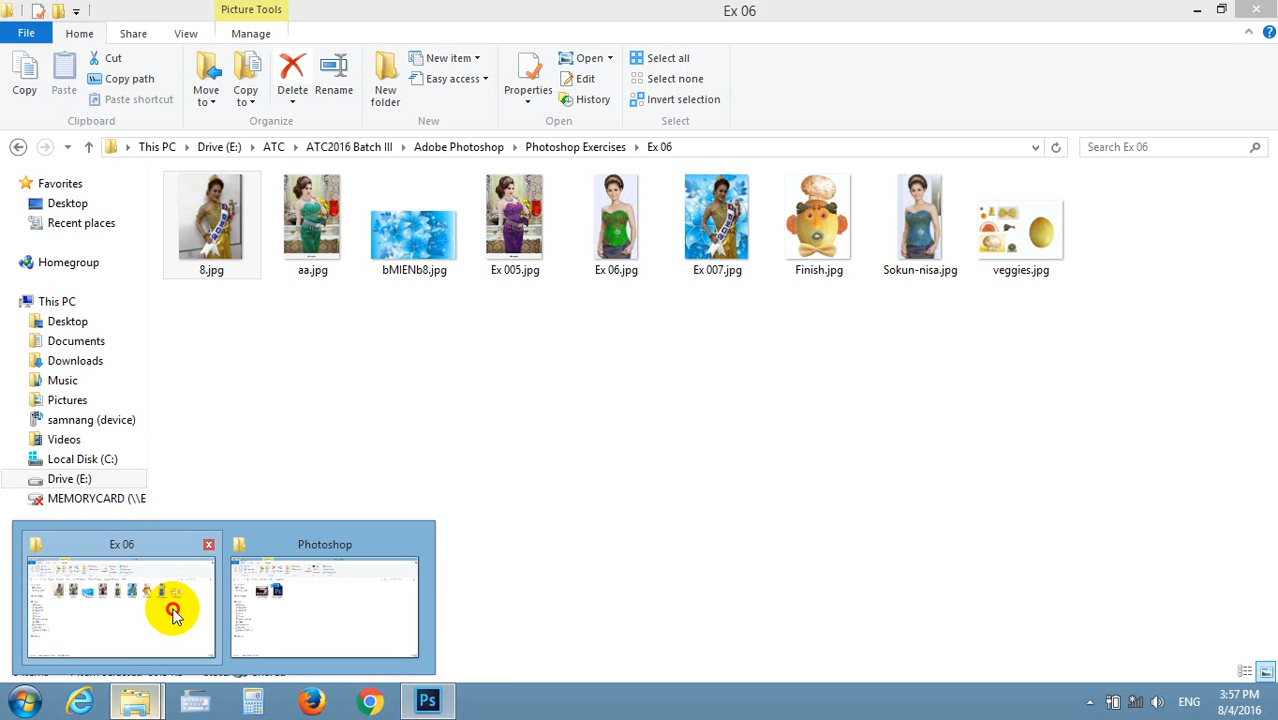 Picture Tools
Ex 06
File
Home
Share
View
Manage
Copy
Paste
Cut
Copy path
Paste shortcut
Clipboard
Move to
Copy to
Delete
Rename
Organize
New folder
New item
Easy access
New
Properties
Open
Edit
History
Open
Select all
Select none
Invert selection
Select
This PC
Drive (E:)
ATC
ATC2016 Batch III
Adobe Photoshop
Photoshop Exercises
Ex 06
Search Ex 06
Favorites
Desktop
Recent places
Homegroup
This PC
Desktop
Documents
Downloads
Music
Pictures
samnang (device)
Videos
Local Disk (C:)
Drive (E:)
MEMORYCARD (\\E
8.jpg
aa.jpg
bMIENb8.jpg
Ex 005.jpg
Ex 06.jpg
Ex 007.jpg
Finish.jpg
Sokun-nisa.jpg
veggies.jpg
Ex 06
Photoshop
Ps
ENG
3:57 PM
8/4/2016